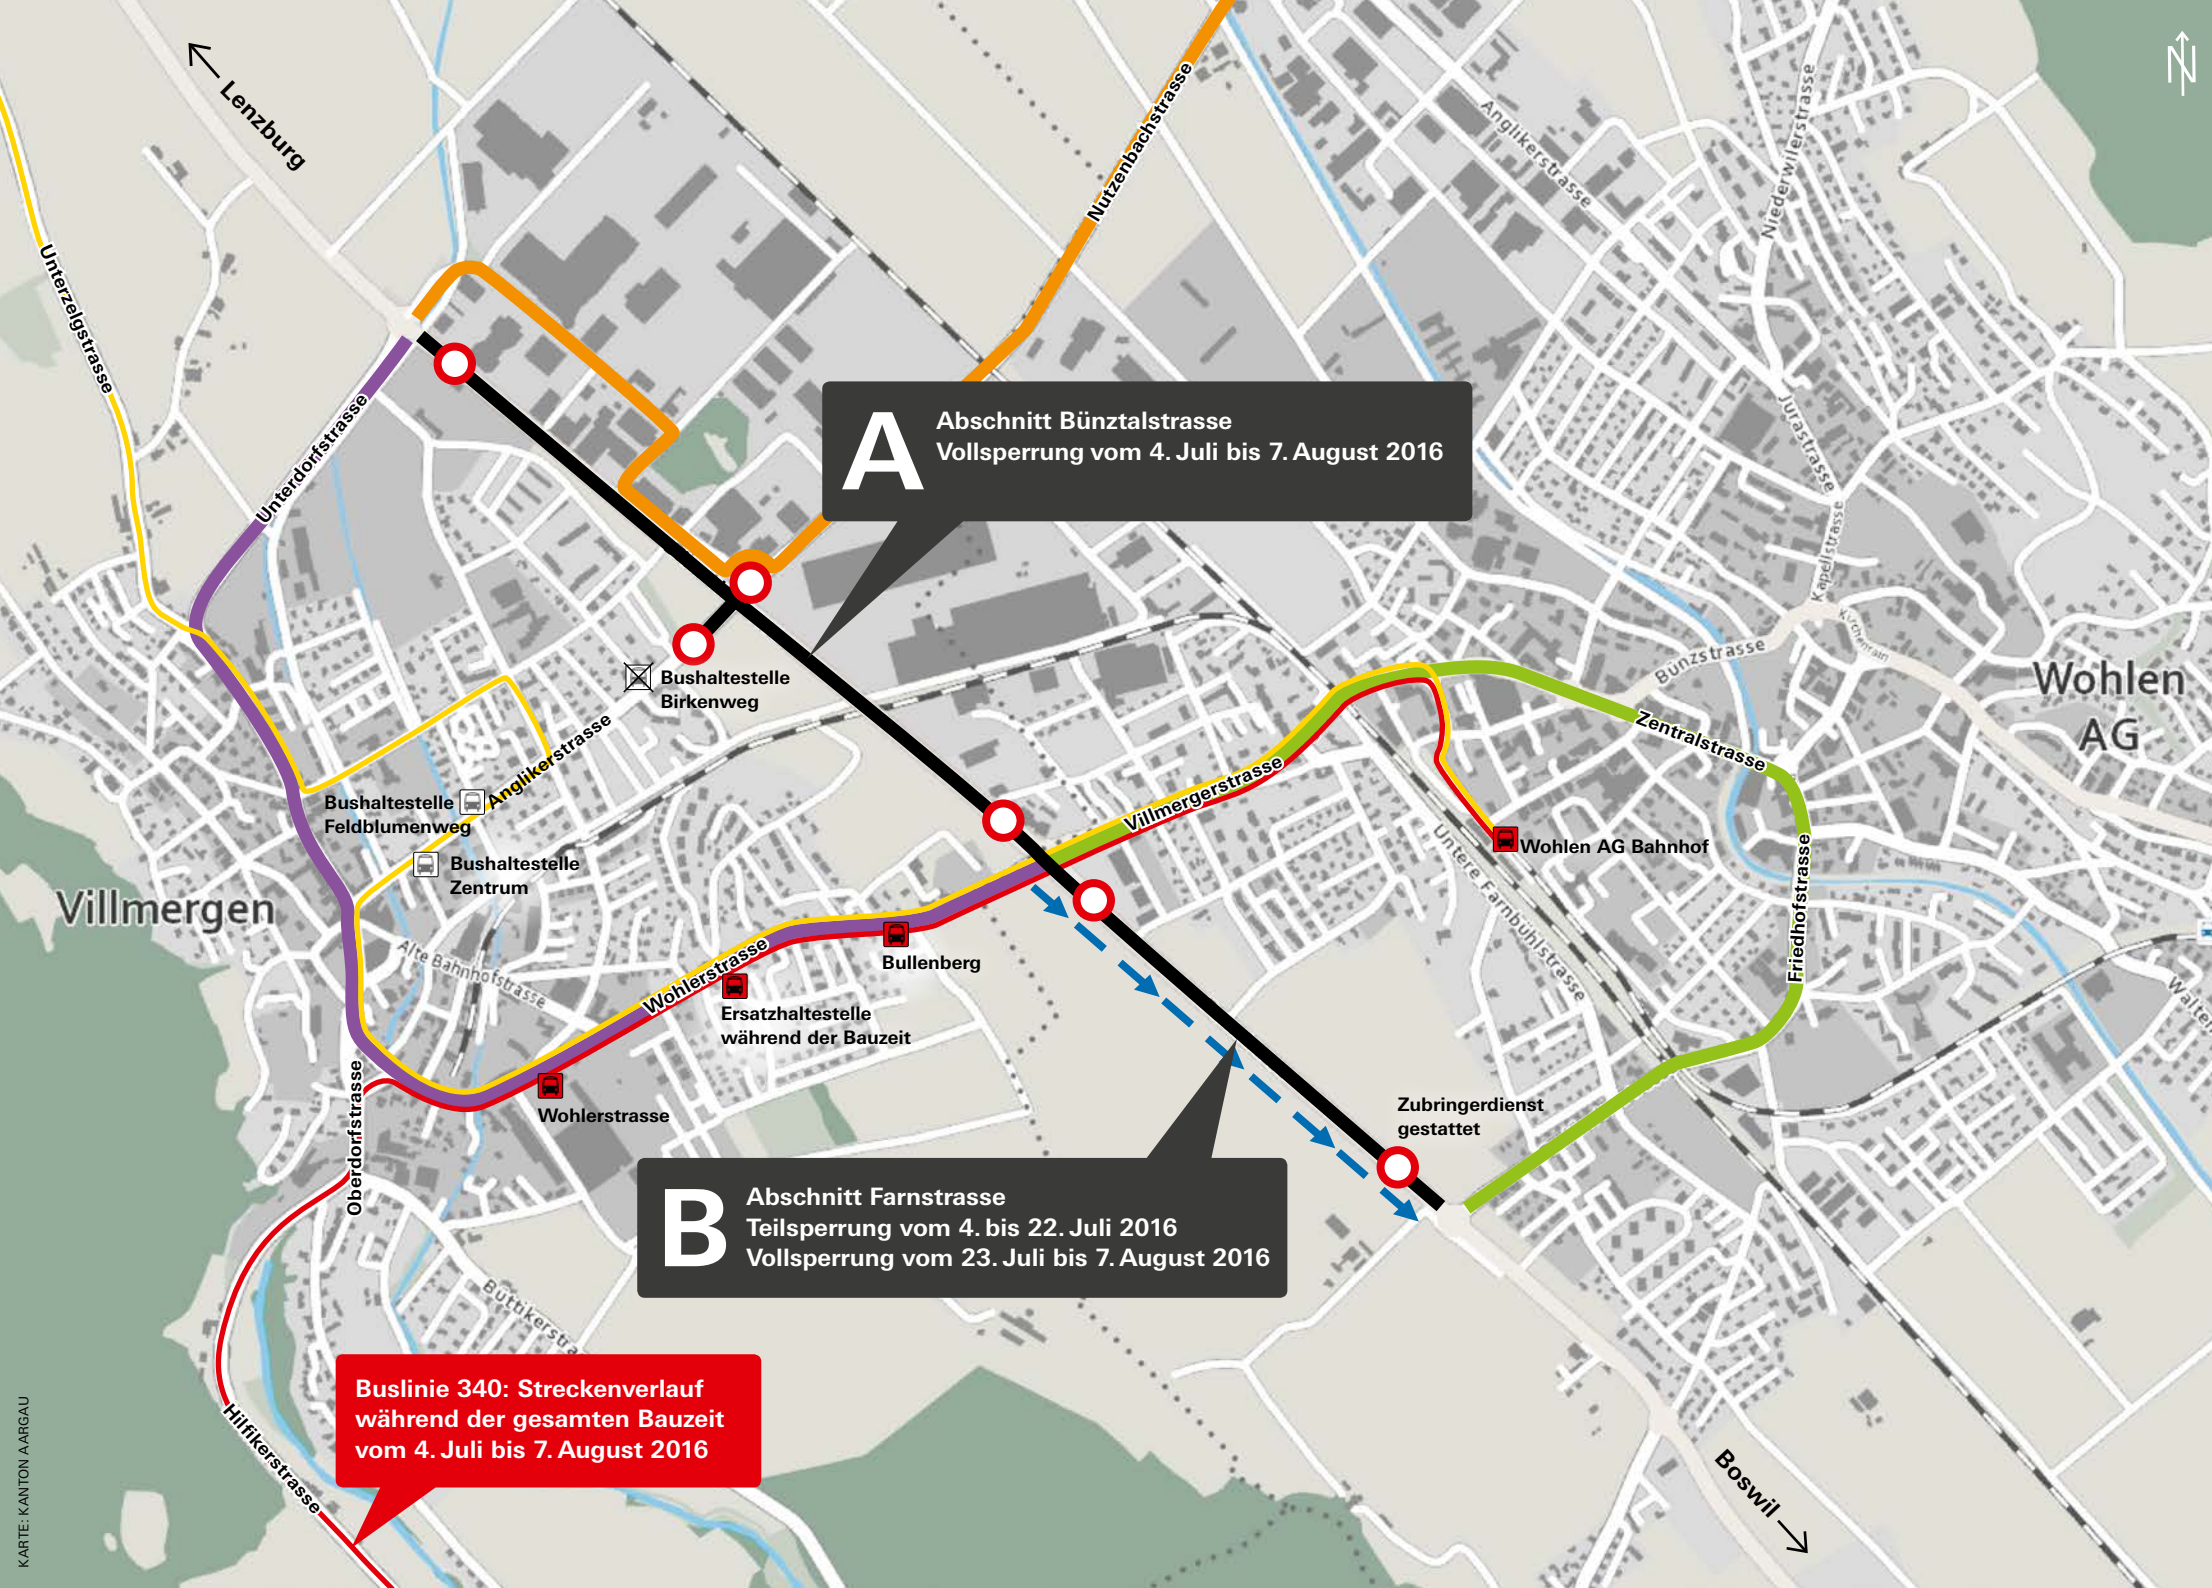 N
Lenzburg
Nutzenbachstrasse
Anglikerstrasse
Niederwilerstrasse
Unterzelgstrasse
Unterdorfstrasse
A
Abschnitt Bünztalstrasse
Vollsperrung vom 4. Juli bis 7. August 2016
Jurastrasse
Kapellstrasse
Kirchenrain
Bünzstrasse
Wohlen
AG
Bushaltestelle
Birkenweg
Zentralstrasse
Anglikerstrasse
Bushaltestelle
Feldblumenweg
Villmergerstrasse
Wohlen AG Bahnhof
Bushaltestelle
Zentrum
Untere Farnbühlstrasse
Friedhofstrasse
Villmergen
Alte Bahnhofstrasse
Wohlerstrasse
Bullenberg
Ersatzhaltestelle
während der Bauzeit
Wohlerstrasse
Oberdorfstrasse
Zubringerdienst
gestattet
B
Abschnitt Farnstrasse
Teilsperrung vom 4. bis 22. Juli 2016
Vollsperrung vom 23. Juli bis 7. August 2016
Büttikerstra
Buslinie 340: Streckenverlauf
während der gesamten Bauzeit
vom 4. Juli bis 7. August 2016
Hilfikerstrasse
Boswil
KARTE: KANTON AARGAU